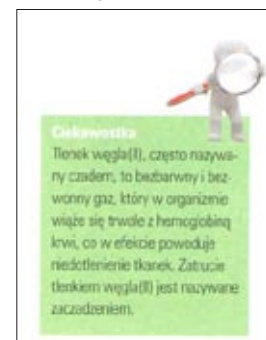 Ciekawostka
Tlenek węgla(II), często nazywa-
ny czadem, to bezbarwny i bez-
wonny gaz, który w organizmie
wiąże się trwale z hemoglobiną
krwi, co w efekcie powoduje
niedotlenienie tkanek. Zatrucie
tlenkiem węgla(II) jest nazywane
zaczadzeniem.